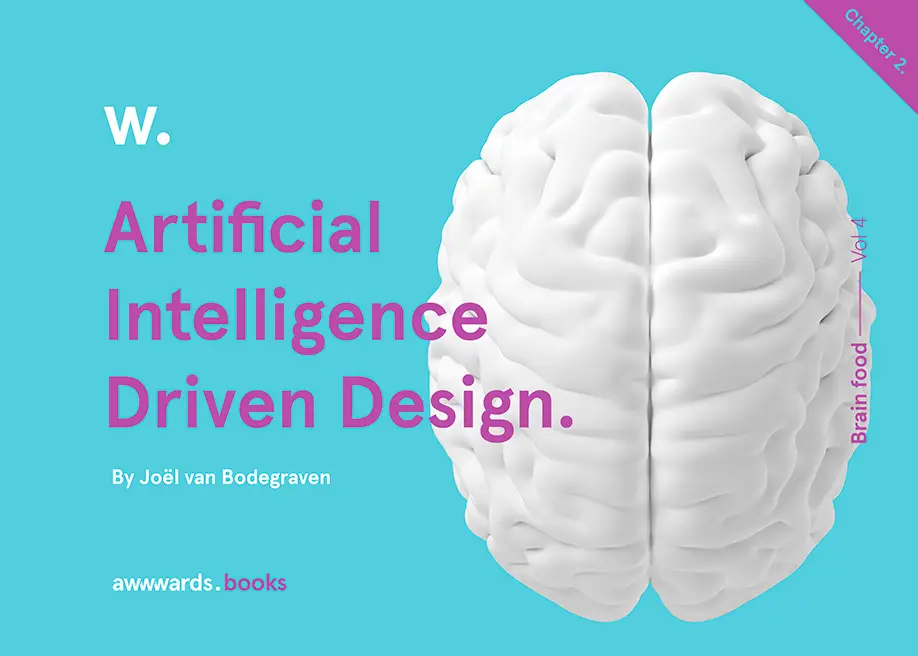 Chapter 2.
w.
Artificial
Intelligence
Driven Design.
By Joël van Bodegraven
awwwards.books
Brain food —— Vol 4